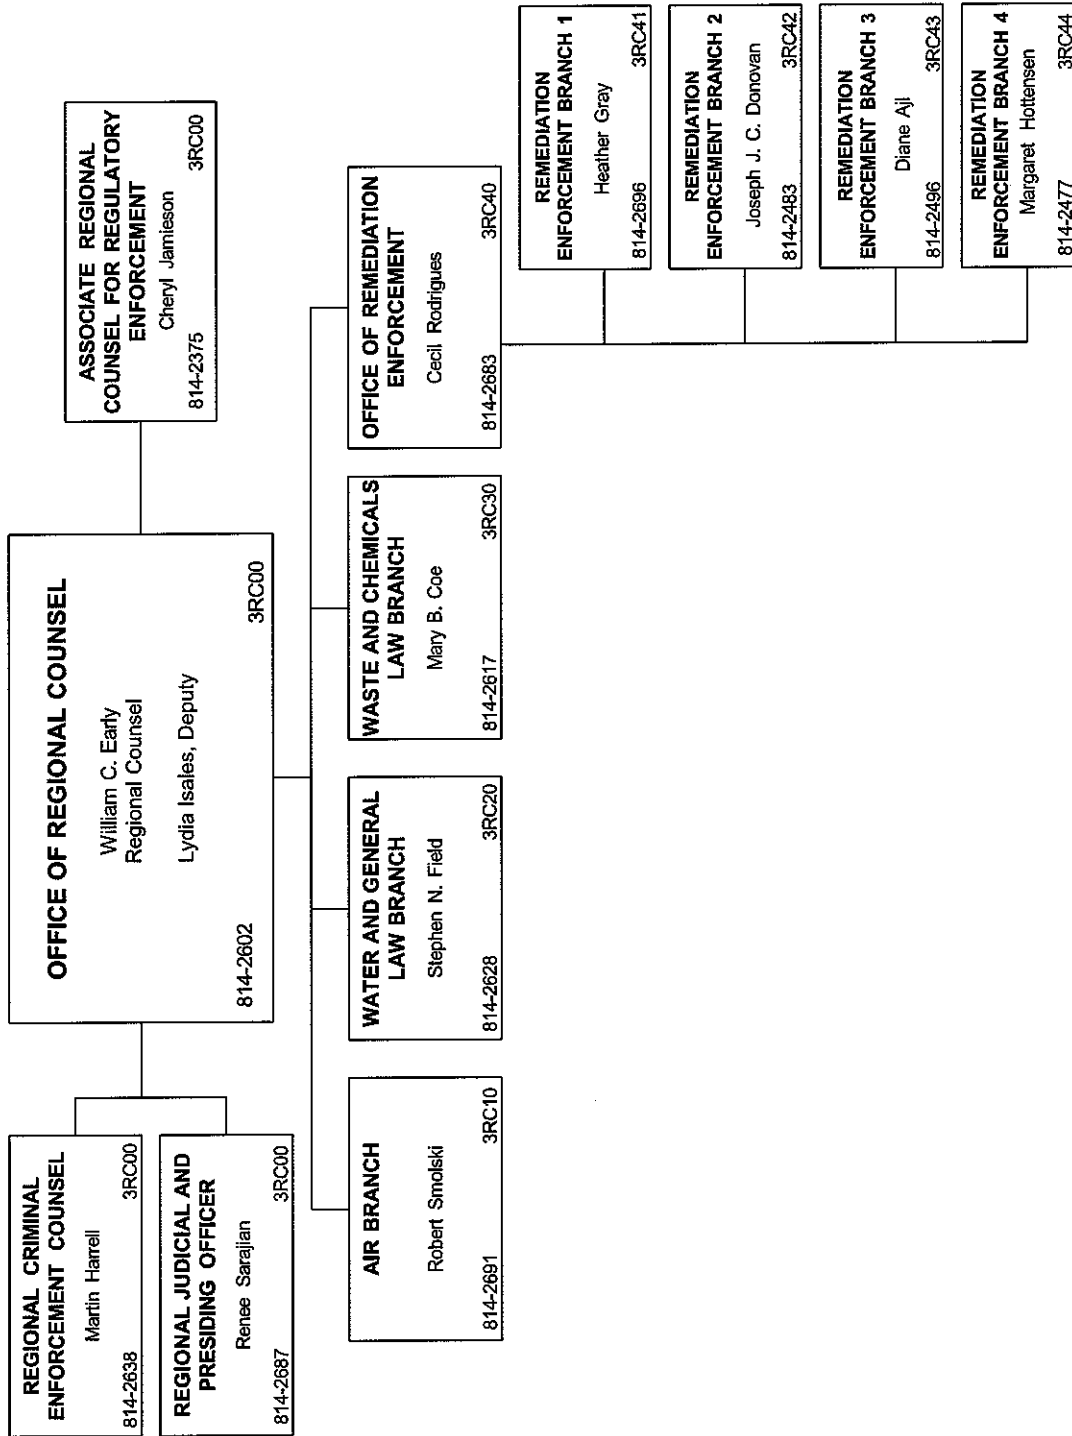 OFFICE OF REGIONAL COUNSEL
William C. Early
Regional Counsel
Lydia Isales, Deputy
814-2602 3RC00
REGIONAL CRIMINAL
ENFORCEMENT COUNSEL
Martin Harrell
814-2638 3RC00
REGIONAL JUDICIAL AND
PRESIDING OFFICER
Renee Sarajian
814-2687 3RC00
ASSOCIATE REGIONAL
COUNSEL FOR REGULATORY
ENFORCEMENT
Cheryl Jamieson
814-2375 3RC00
AIR BRANCH
Robert Smolski
814-2691 3RC10
WATER AND GENERAL
LAW BRANCH
Stephen N. Field
814-2628 3RC20
WASTE AND CHEMICALS
LAW BRANCH
Mary B. Coe
814-2617 3RC30
OFFICE OF REMEDIATION
ENFORCEMENT
Cecil Rodrigues
814-2683 3RC40
REMEDIATION
ENFORCEMENT BRANCH 1
Heather Gray
814-2696 3RC41
REMEDIATION
ENFORCEMENT BRANCH 2
Joseph J. C. Donovan
814-2483 3RC42
REMEDIATION
ENFORCEMENT BRANCH 3
Diane Ajl
814-2496 3RC43
REMEDIATION
ENFORCEMENT BRANCH 4
Margaret Hottensen
814-2477 3RC44